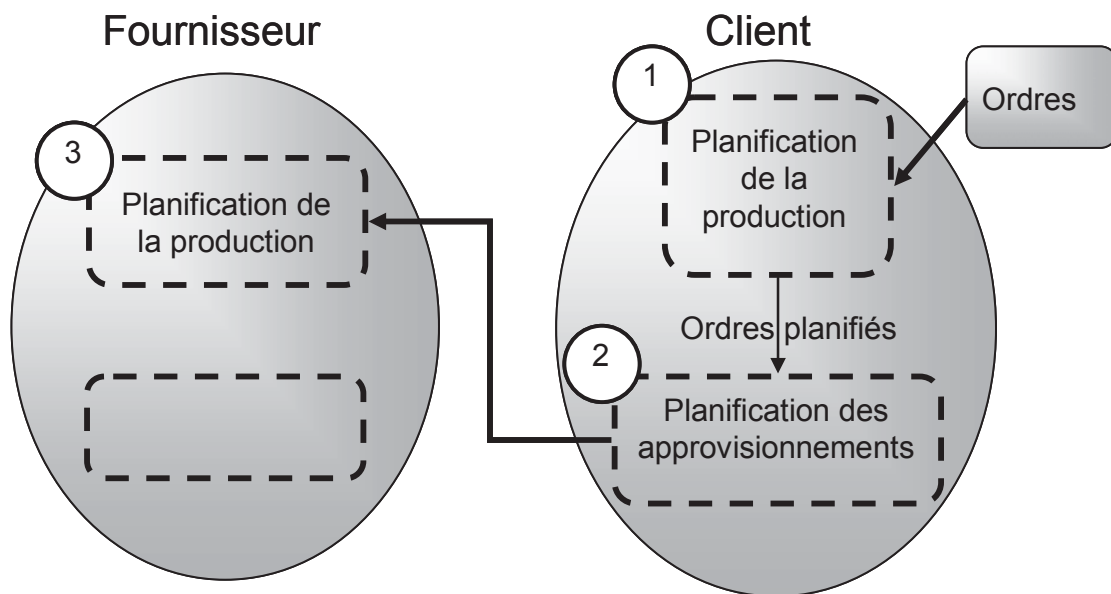 Fournisseur
Client
1
Ordres
3
Planification
de la
production
Planification de
la production
Ordres planifiés
2
Planification des
approvisionnements